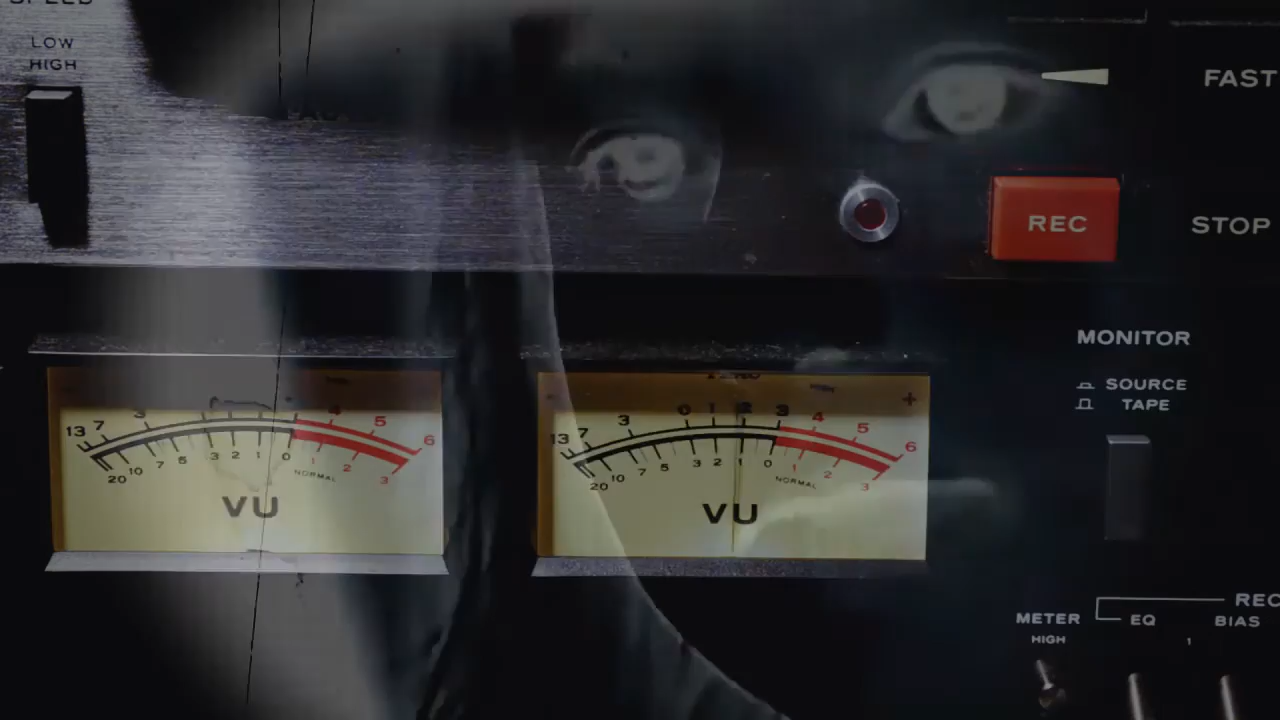 SPEED
LOW
HIGH
FAST
REC
STOP
MONITOR
SOURCE
TAPE
13 7 3 4 5 6
20 10 7 5 3 2 1 0 1 2 3
NORMAL
VU
13 7 3 0 1 2 3 4 5 6
20 10 7 5 3 2 1 0 1 2 3
NORMAL
VU
- +
REC
METER EQ BIAS
HIGH 1